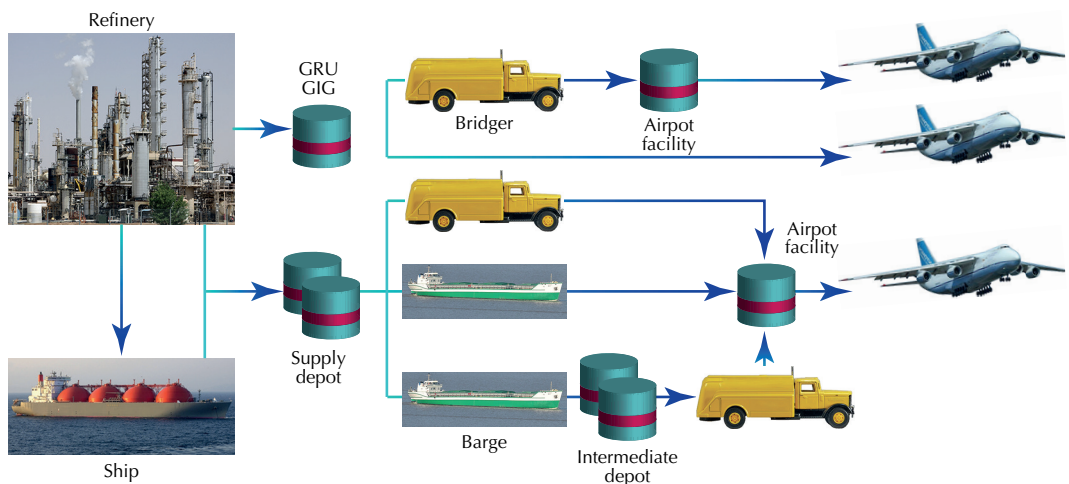 Refinery
GRU
GIG
Bridger
Airpot
facility
Airpot
facility
Supply
depot
Barge
Intermediate
depot
Ship